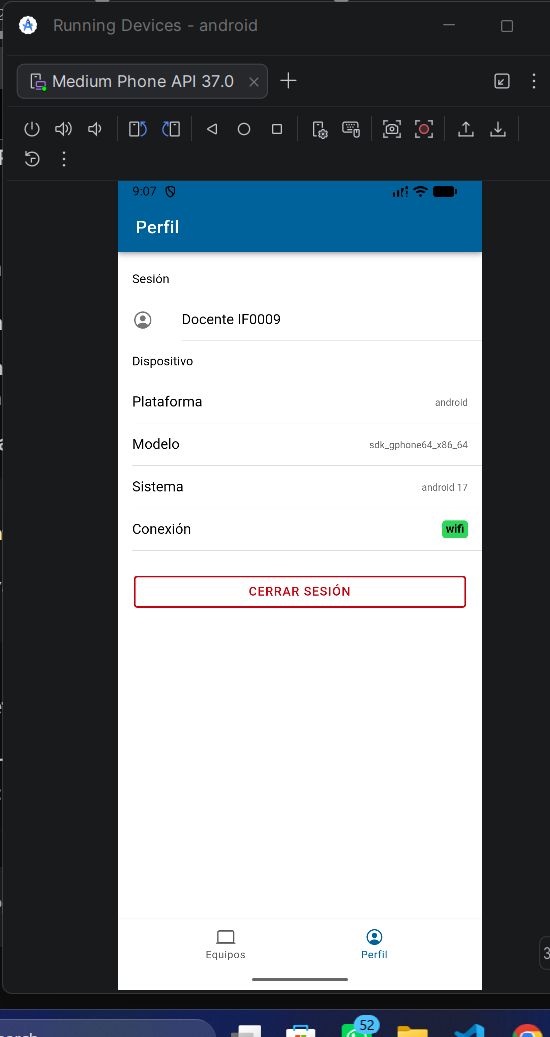 Running Devices - android
Medium Phone API 37.0
9:07
Perfil
Sesión
Docente IF0009
Dispositivo
Plataforma android
Modelo sdk_gphone64_x86_64
Sistema android 17
Conexión wifi
CERRAR SESIÓN
Equipos Perfil
52